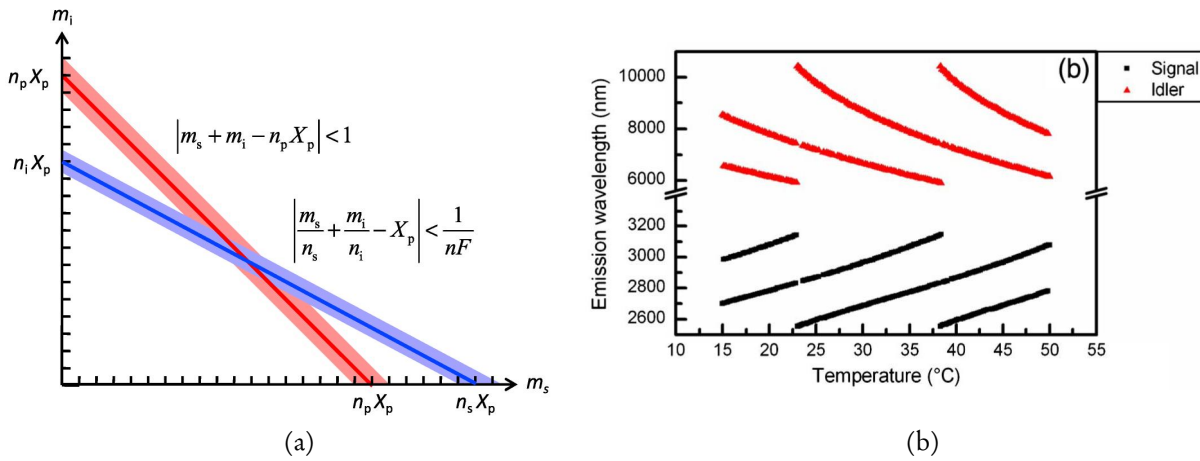 m_i
n_p X_p
|m_s + m_i − n_p X_p| < 1
n_i X_p
|m_s/n_s + m_i/n_i − X_p| < 1/nF
n_p X_p
n_s X_p
m_s
(a)
(b)
Signal
Idler
Emission wavelength (nm)
10000
8000
6000
3200
3000
2800
2600
10 15 20 25 30 35 40 45 50 55
Temperature (°C)
(b)